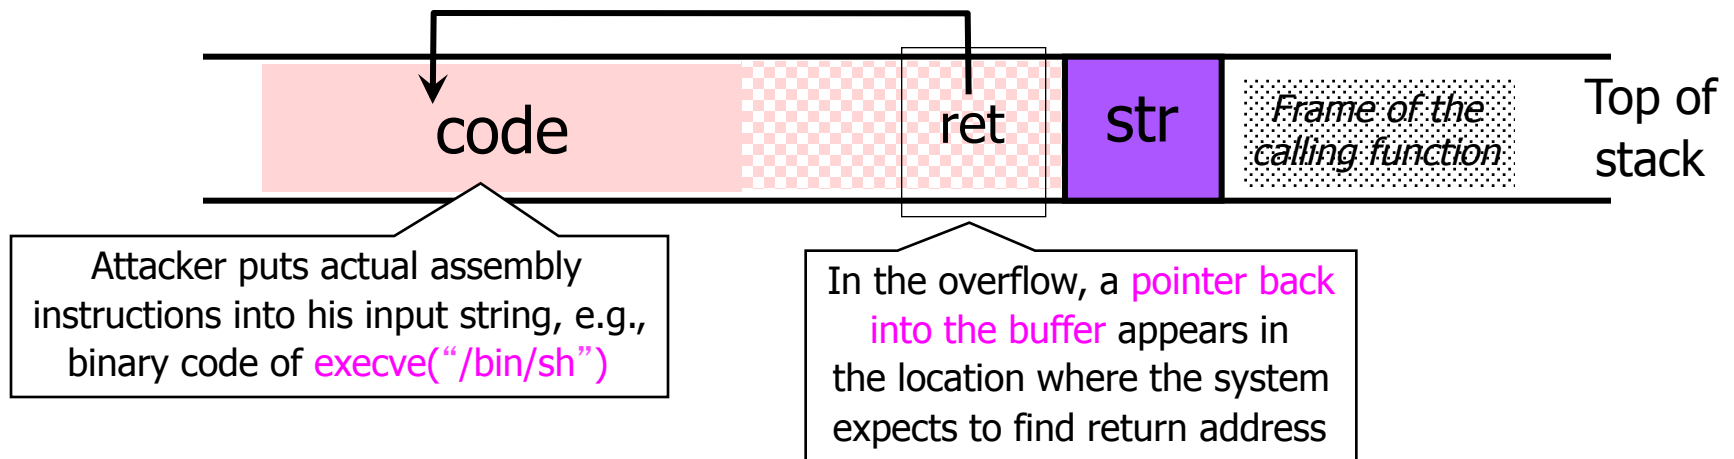 code
ret
str
Frame of the
calling function
Top of
stack
Attacker puts actual assembly
instructions into his input string, e.g.,
binary code of execve(“/bin/sh”)
In the overflow, a pointer back
into the buffer appears in
the location where the system
expects to find return address